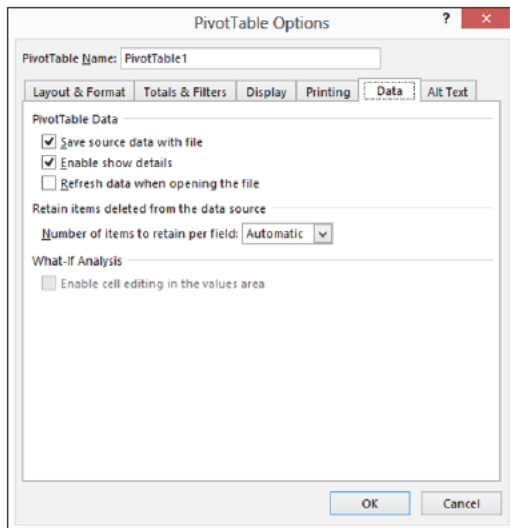 PivotTable Options ? ×
PivotTable Name: PivotTable1
Layout & Format Totals & Filters Display Printing Data Alt Text
PivotTable Data
Save source data with file
Enable show details
Refresh data when opening the file
Retain items deleted from the data source
Number of items to retain per field: Automatic
What-If Analysis
Enable cell editing in the values area
OK Cancel